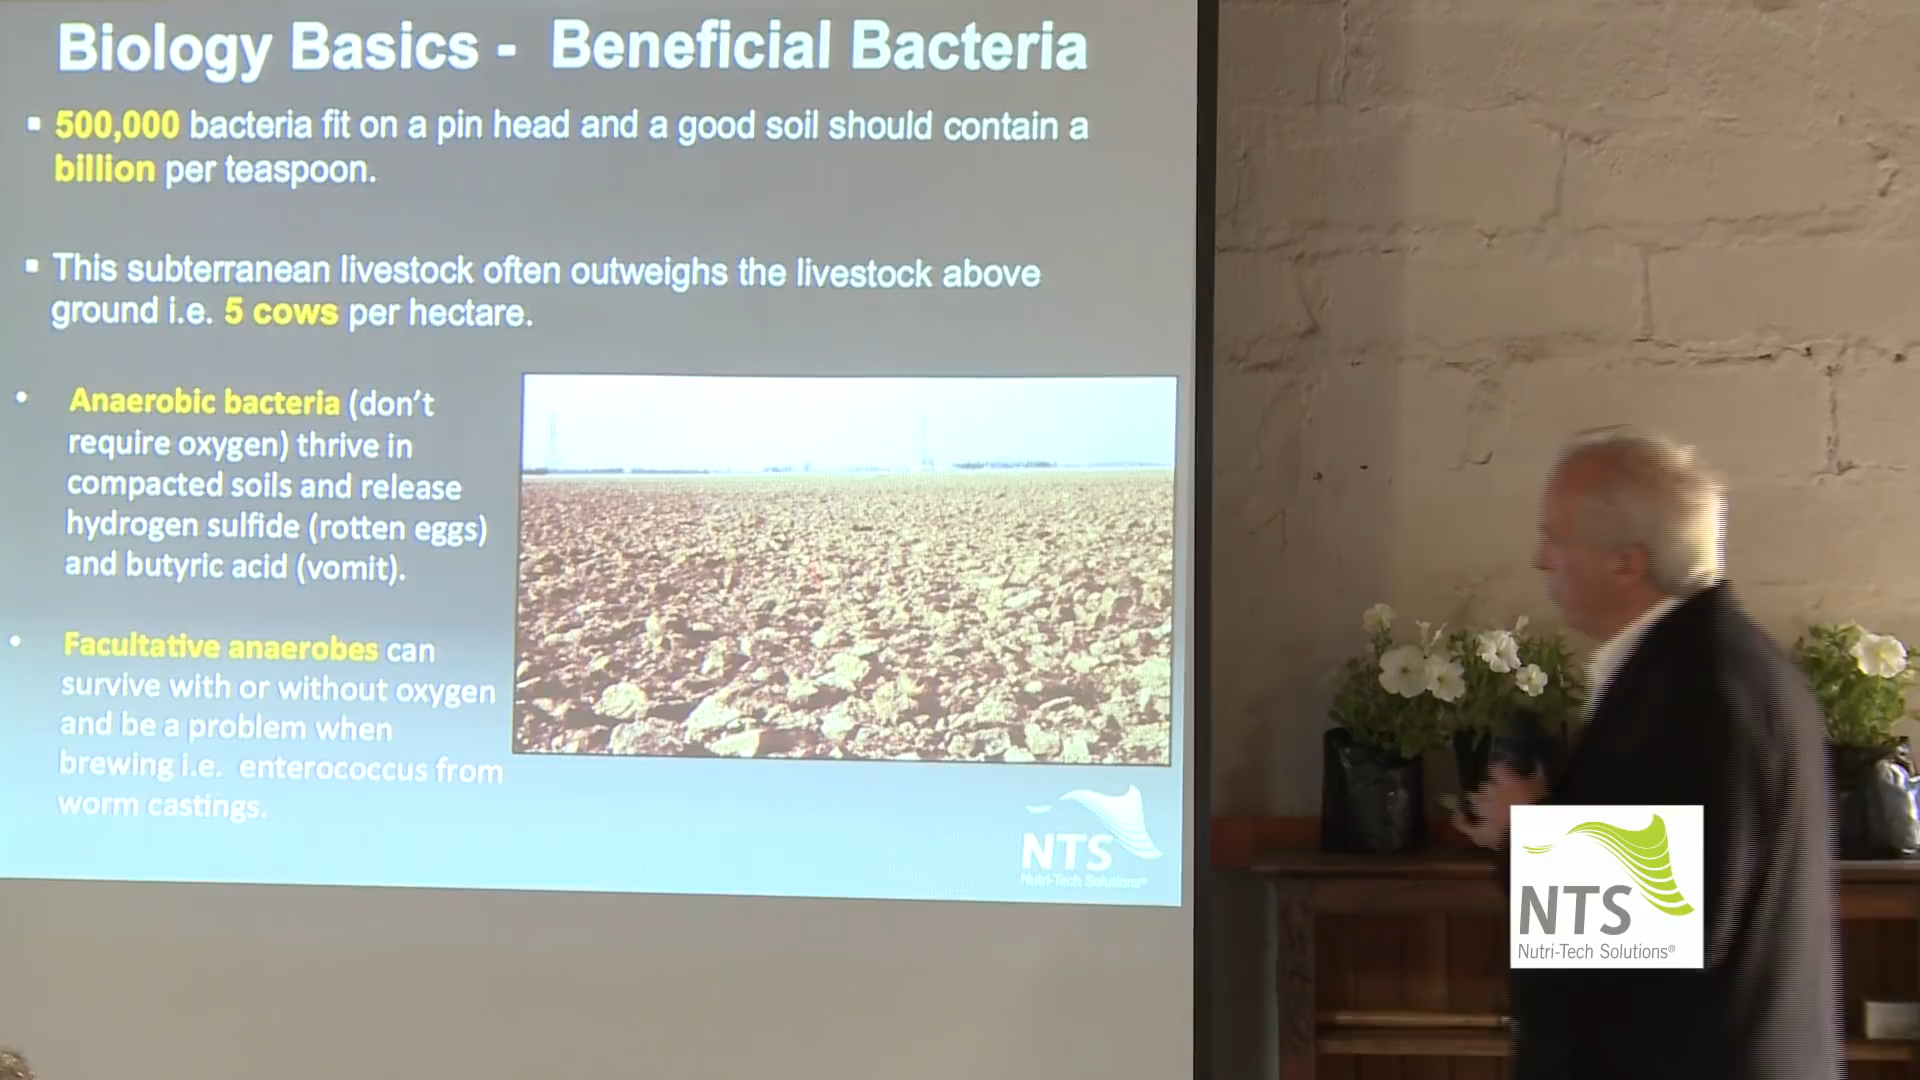 Biology Basics - Beneficial Bacteria
▪ 500,000 bacteria fit on a pin head and a good soil should contain a
billion per teaspoon.
▪ This subterranean livestock often outweighs the livestock above
ground i.e. 5 cows per hectare.
• Anaerobic bacteria (don't
require oxygen) thrive in
compacted soils and release
hydrogen sulfide (rotten eggs)
and butyric acid (vomit).
• Facultative anaerobes can
survive with or without oxygen
and be a problem when
brewing i.e. enterococcus from
worm castings.
NTS
Nutri-Tech Solutions®
NTS
Nutri-Tech Solutions®